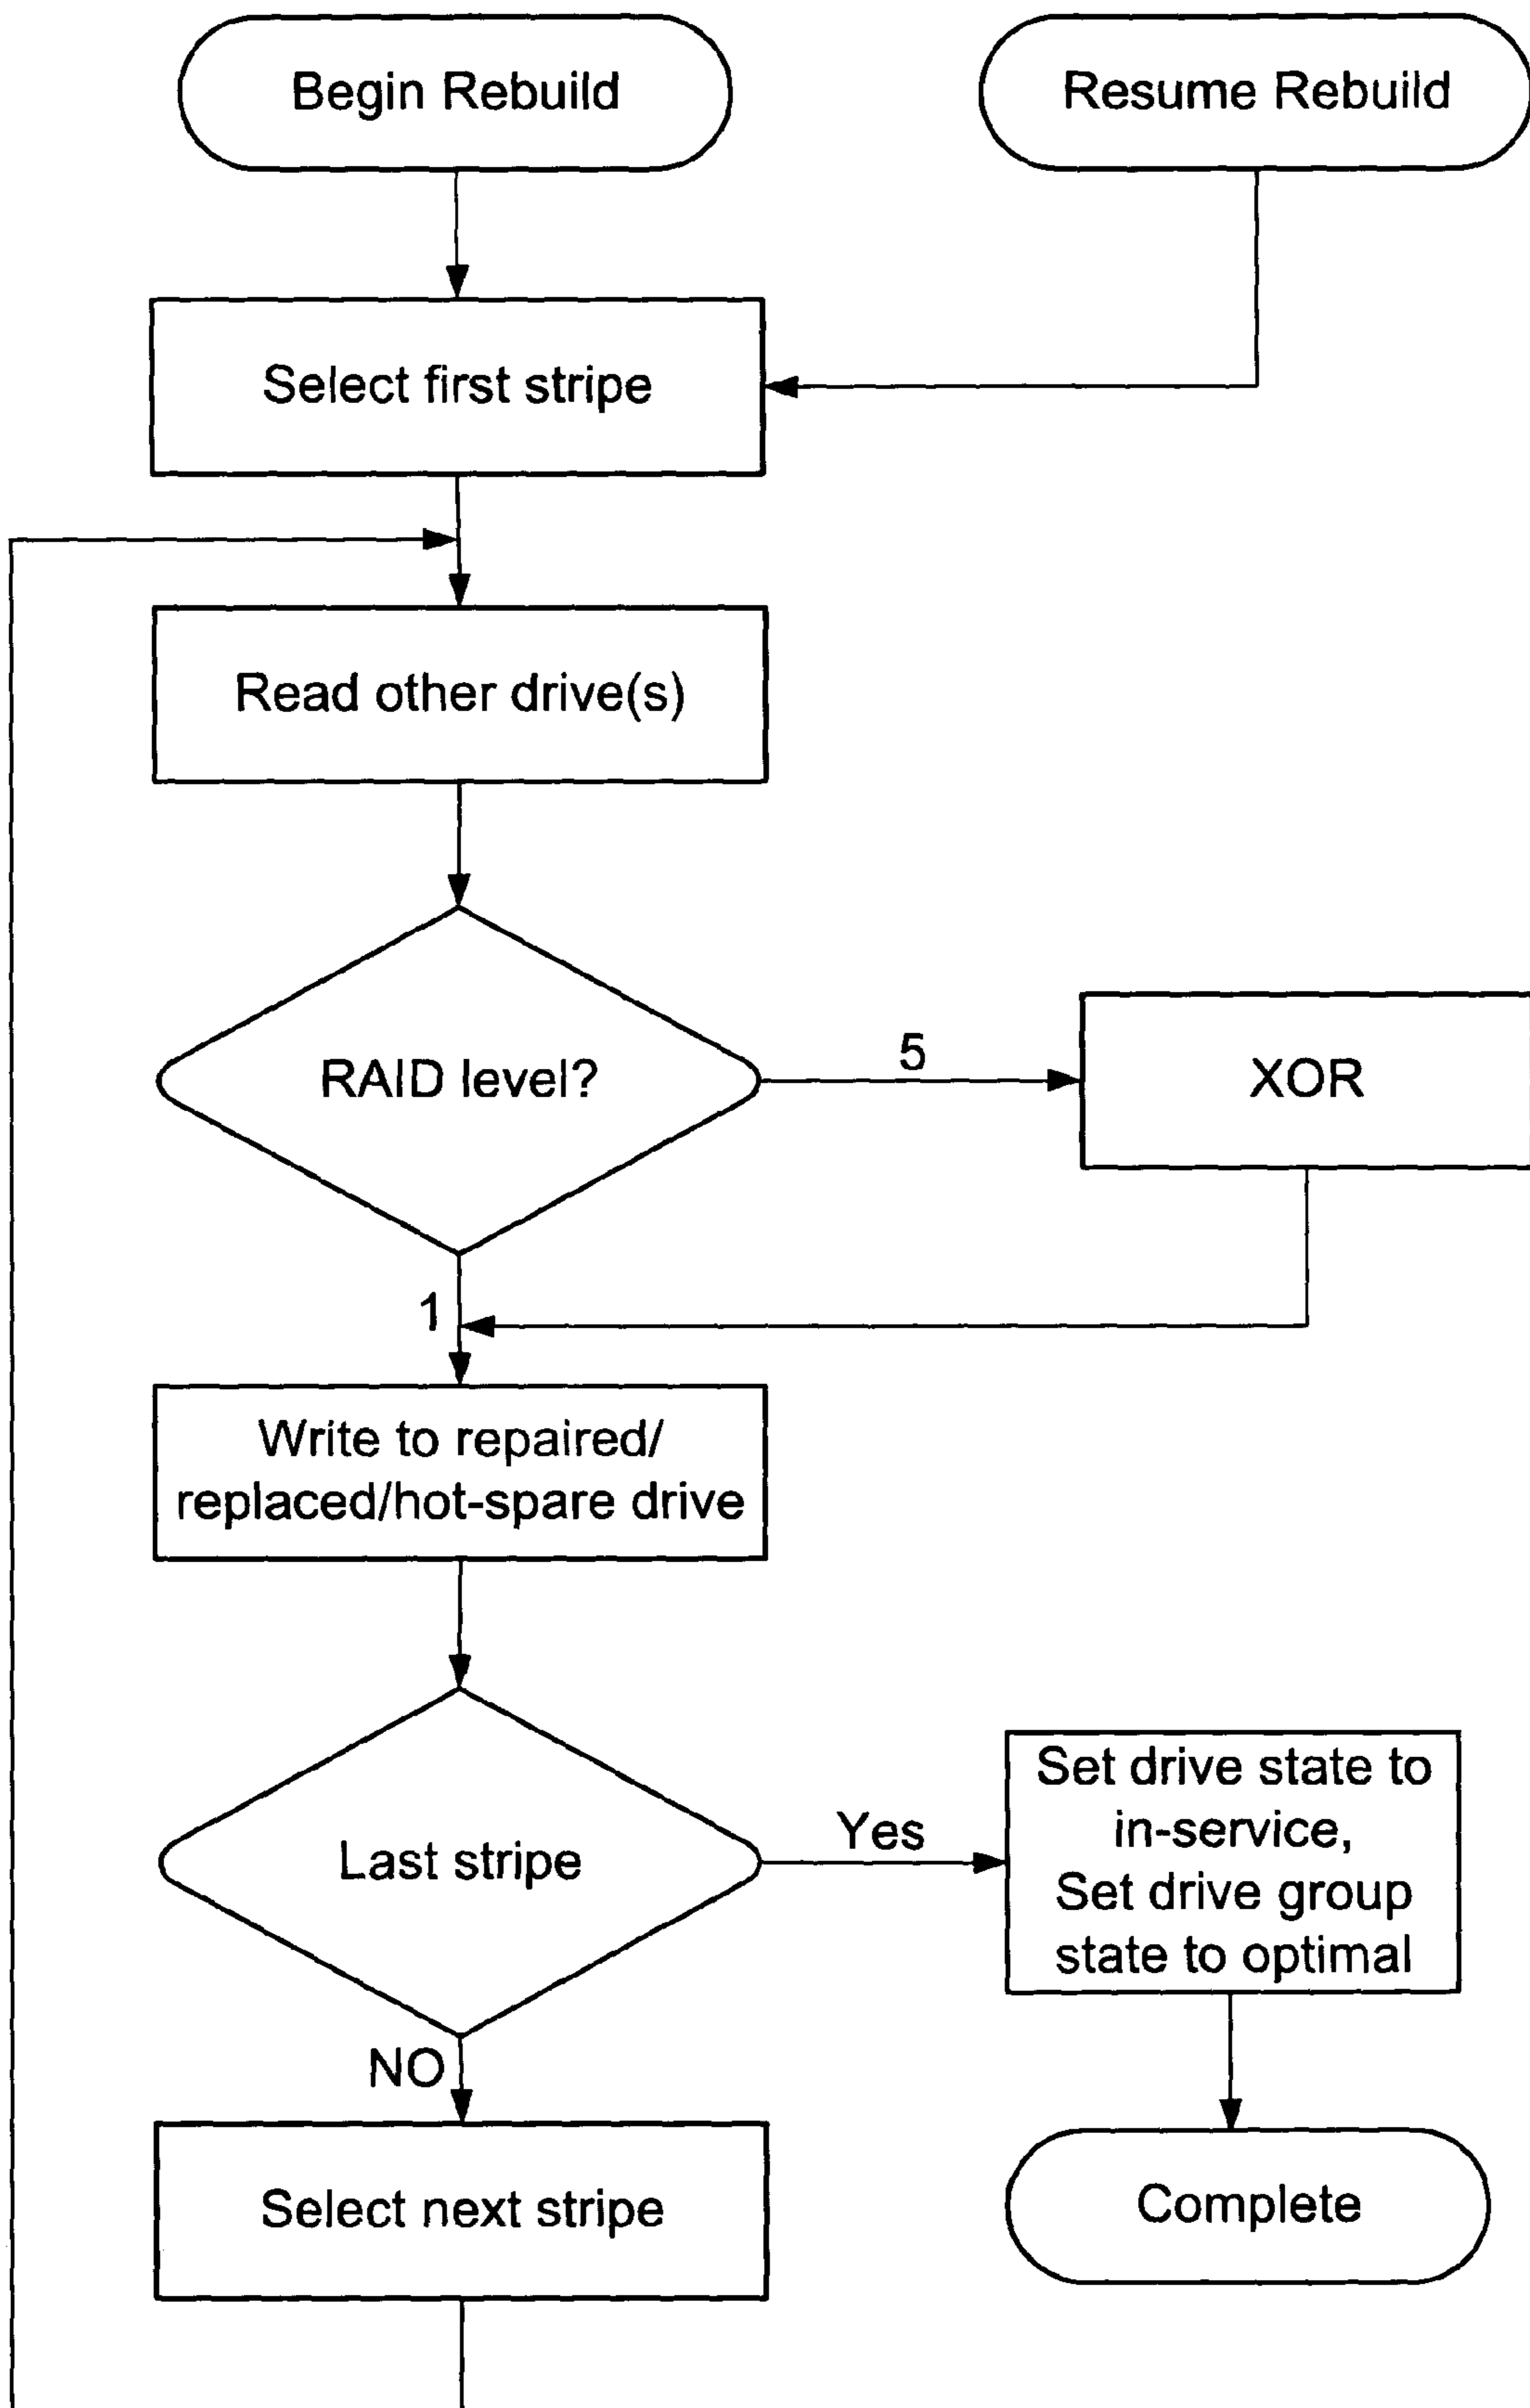 Begin Rebuild
Resume Rebuild
Select first stripe
Read other drive(s)
RAID level?
5
XOR
1
Write to repaired/
replaced/hot-spare drive
Last stripe
Yes
Set drive state to
in-service,
Set drive group
state to optimal
NO
Select next stripe
Complete